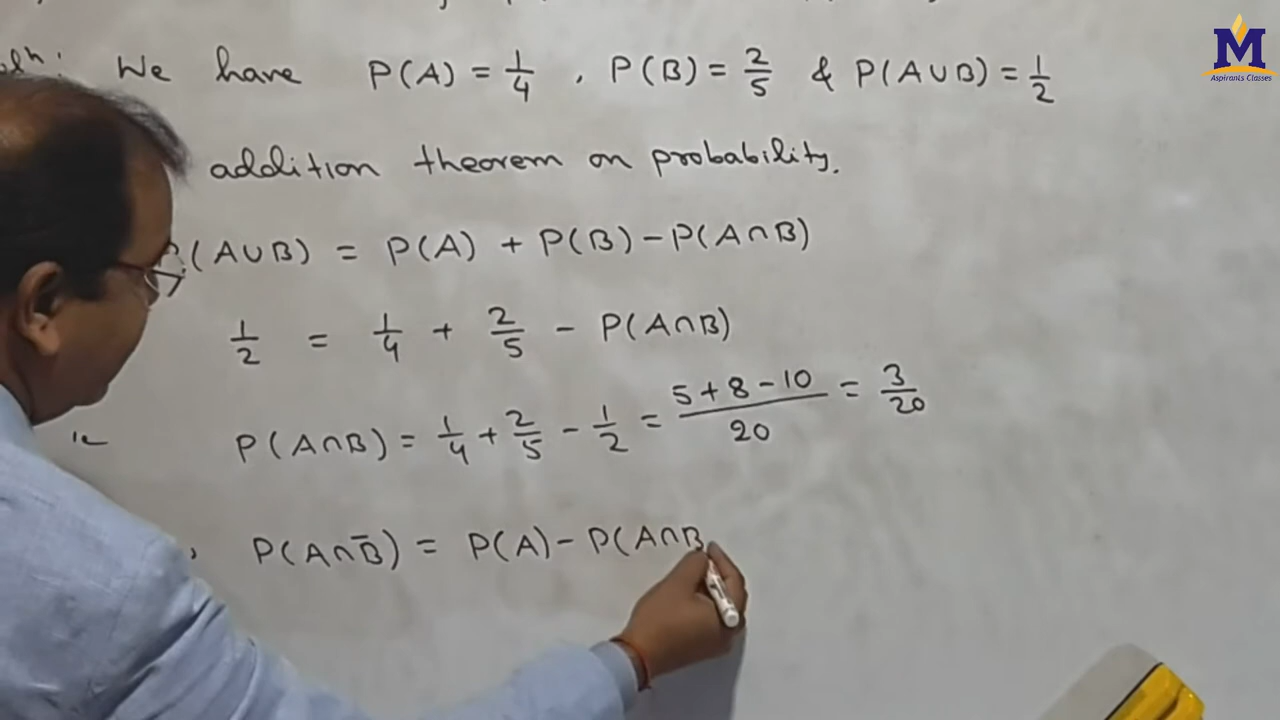 We have P(A) = 1/4 , P(B) = 2/5 & P(A∪B) = 1/2
addition theorem on probability.
(A∪B) = P(A) + P(B) - P(A∩B)
1/2 = 1/4 + 2/5 - P(A∩B)
P(A∩B) = 1/4 + 2/5 - 1/2 = (5+8-10)/20 = 3/20
P(A∩B̄) = P(A) - P(A∩B
M
Aspirants Classes